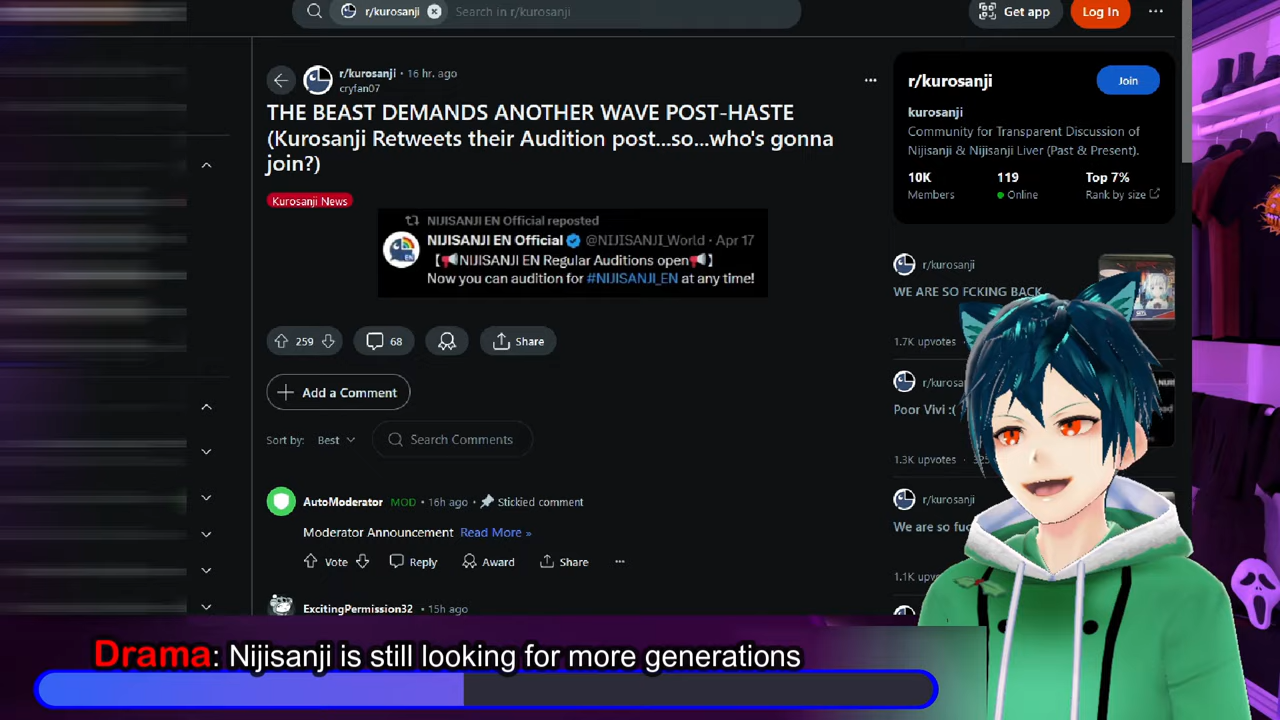 r/kurosanji
Search in r/kurosanji
Get app
Log In
r/kurosanji • 16 hr. ago
cryfan07
THE BEAST DEMANDS ANOTHER WAVE POST-HASTE
(Kurosanji Retweets their Audition post...so...who's gonna
join?)
Kurosanji News
NIJISANJI EN Official reposted
NIJISANJI EN Official @NIJISANJI_World · Apr 17
【📢NIJISANJI EN Regular Auditions open📢】
Now you can audition for #NIJISANJI_EN at any time!
259
68
Share
Add a Comment
Sort by: Best
Search Comments
AutoModerator MOD • 16h ago • Stickied comment
Moderator Announcement Read More »
Vote Reply Award Share
ExcitingPermission32 • 15h ago
r/kurosanji
Join
kurosanji
Community for Transparent Discussion of
Nijisanji & Nijisanji Liver (Past & Present).
10K 119 Top 7%
Members Online Rank by size
r/kurosanji
WE ARE SO FCKING BACK
1.7K upvotes
Poor Vivi :(
1.3K upvotes
We are so
1.1K
Drama: Nijisanji is still looking for more generations